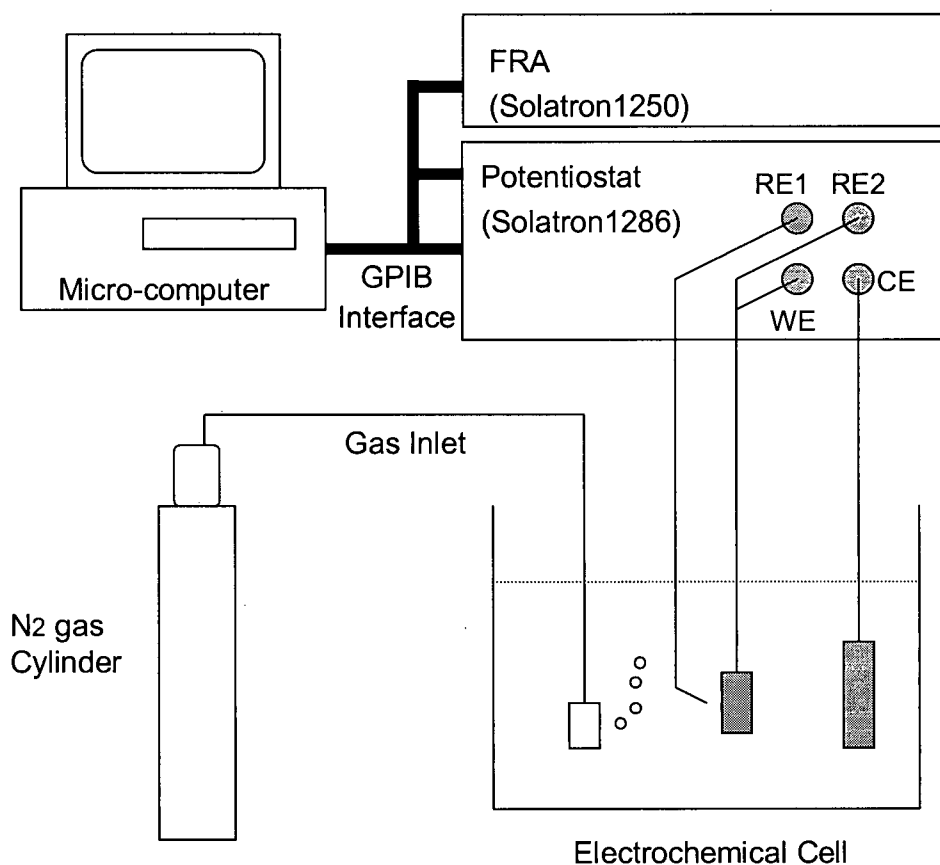 FRA
(Solatron1250)
Potentiostat
(Solatron1286)
RE1 RE2
CE
WE
Micro-computer
GPIB
Interface
Gas Inlet
N2 gas
Cylinder
Electrochemical Cell